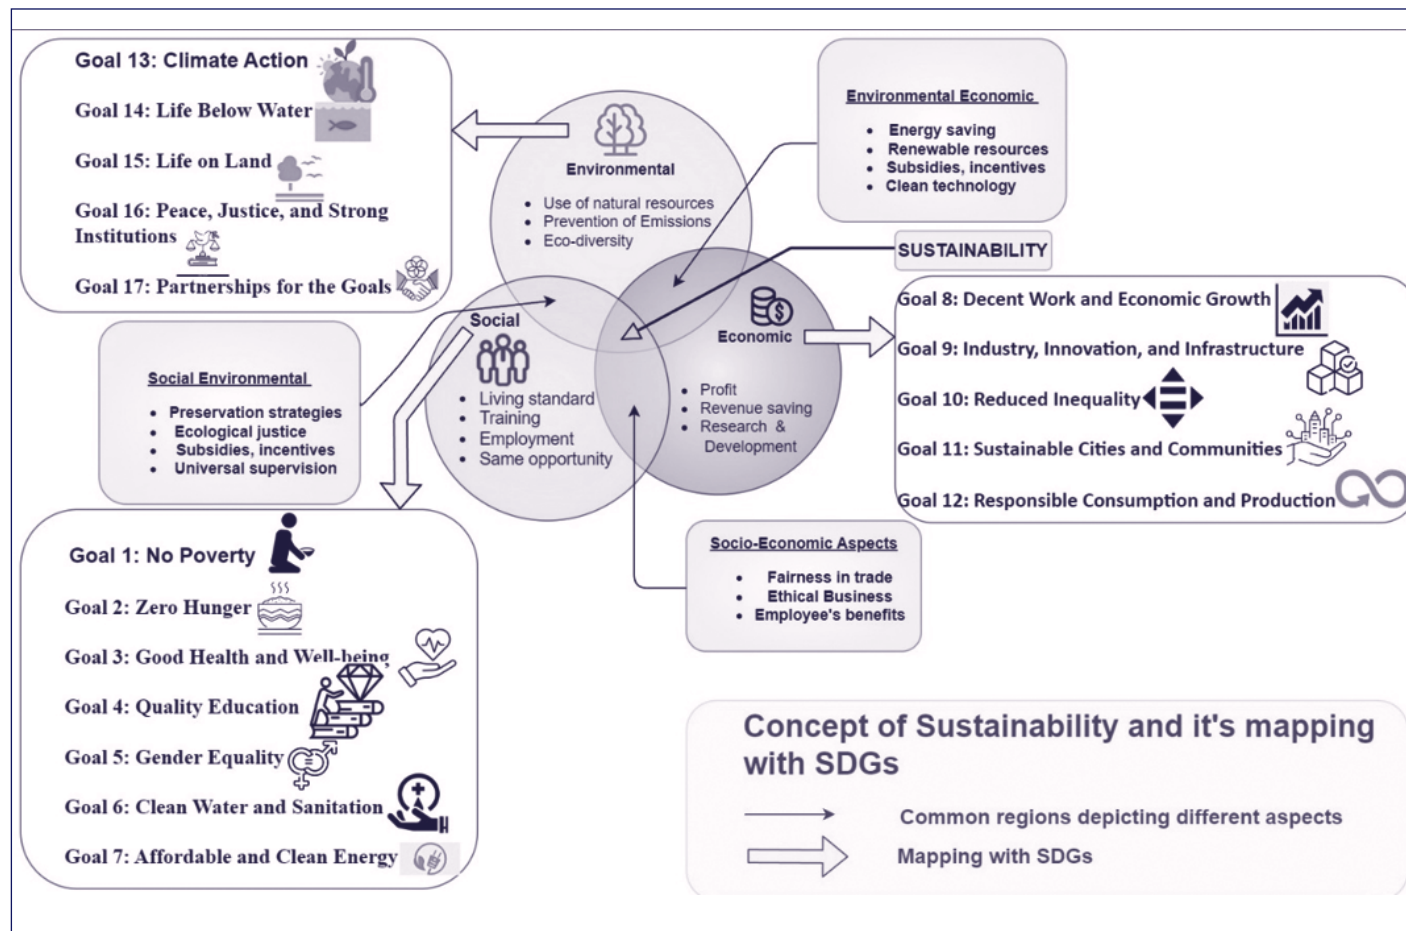 Goal 13: Climate Action
Goal 14: Life Below Water
Goal 15: Life on Land
Goal 16: Peace, Justice, and Strong
Institutions
Goal 17: Partnerships for the Goals
Environmental
• Use of natural resources
• Prevention of Emissions
• Eco-diversity
Environmental Economic
• Energy saving
• Renewable resources
• Subsidies, incentives
• Clean technology
SUSTAINABILITY
Social
• Living standard
• Training
• Employment
• Same opportunity
Economic
• Profit
• Revenue saving
• Research &
Development
Goal 8: Decent Work and Economic Growth
Goal 9: Industry, Innovation, and Infrastructure
Goal 10: Reduced Inequality
Goal 11: Sustainable Cities and Communities
Goal 12: Responsible Consumption and Production
Social Environmental
• Preservation strategies
• Ecological justice
• Subsidies, incentives
• Universal supervision
Goal 1: No Poverty
Goal 2: Zero Hunger
Goal 3: Good Health and Well-being
Goal 4: Quality Education
Goal 5: Gender Equality
Goal 6: Clean Water and Sanitation
Goal 7: Affordable and Clean Energy
Socio-Economic Aspects
• Fairness in trade
• Ethical Business
• Employee's benefits
Concept of Sustainability and it's mapping
with SDGs
Common regions depicting different aspects
Mapping with SDGs